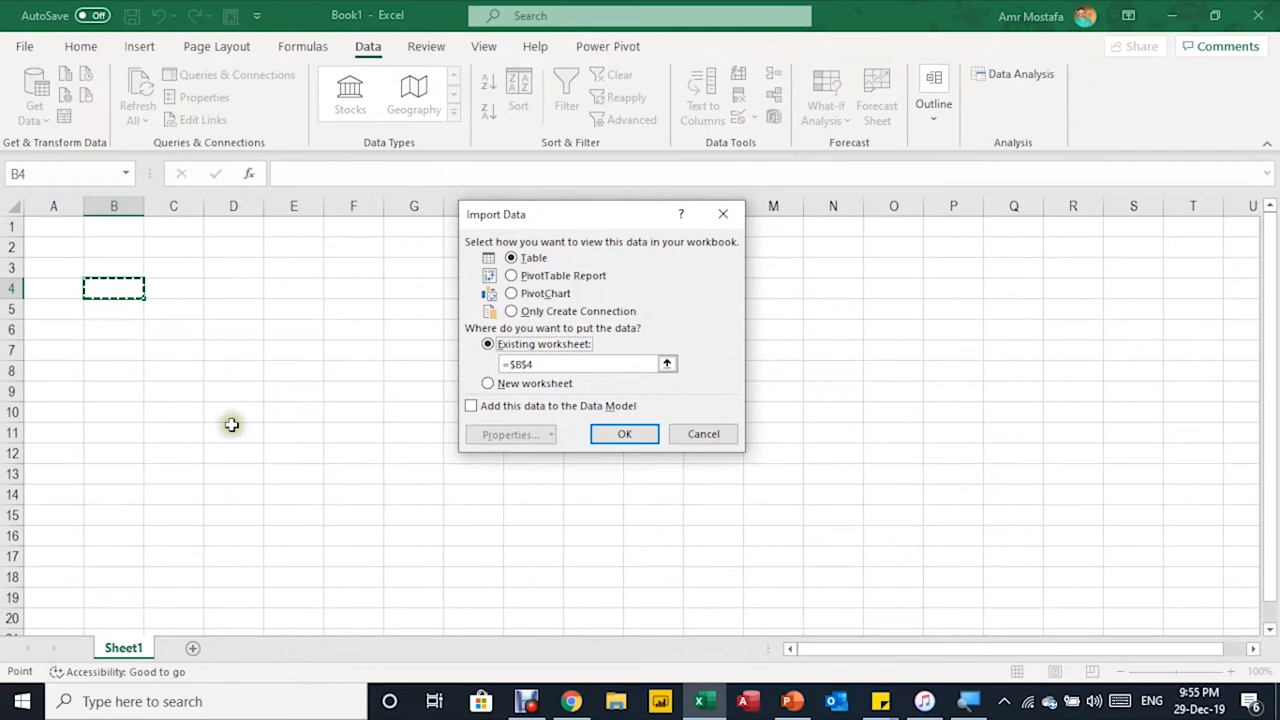 AutoSave Off Book1 - Excel Search Amr Mostafa
File Home Insert Page Layout Formulas Data Review View Help Power Pivot Share Comments
Get Data
Refresh All
Queries & Connections
Properties
Edit Links
Stocks
Geography
Sort
Filter
Clear
Reapply
Advanced
Text to Columns
What-If Analysis
Forecast Sheet
Outline
Data Analysis
Get & Transform Data Queries & Connections Data Types Sort & Filter Data Tools Forecast Analysis
B4 fx
A B C D E F G M N O P Q R S T U
1
2
3
4
5
6
7
8
9
10
11
12
13
14
15
16
17
18
19
20
Import Data ?
Select how you want to view this data in your workbook.
Table
PivotTable Report
PivotChart
Only Create Connection
Where do you want to put the data?
Existing worksheet:
=$B$4
New worksheet
Add this data to the Data Model
Properties... OK Cancel
Sheet1
Point Accessibility: Good to go 100%
Type here to search ENG 9:55 PM
29-Dec-19 6